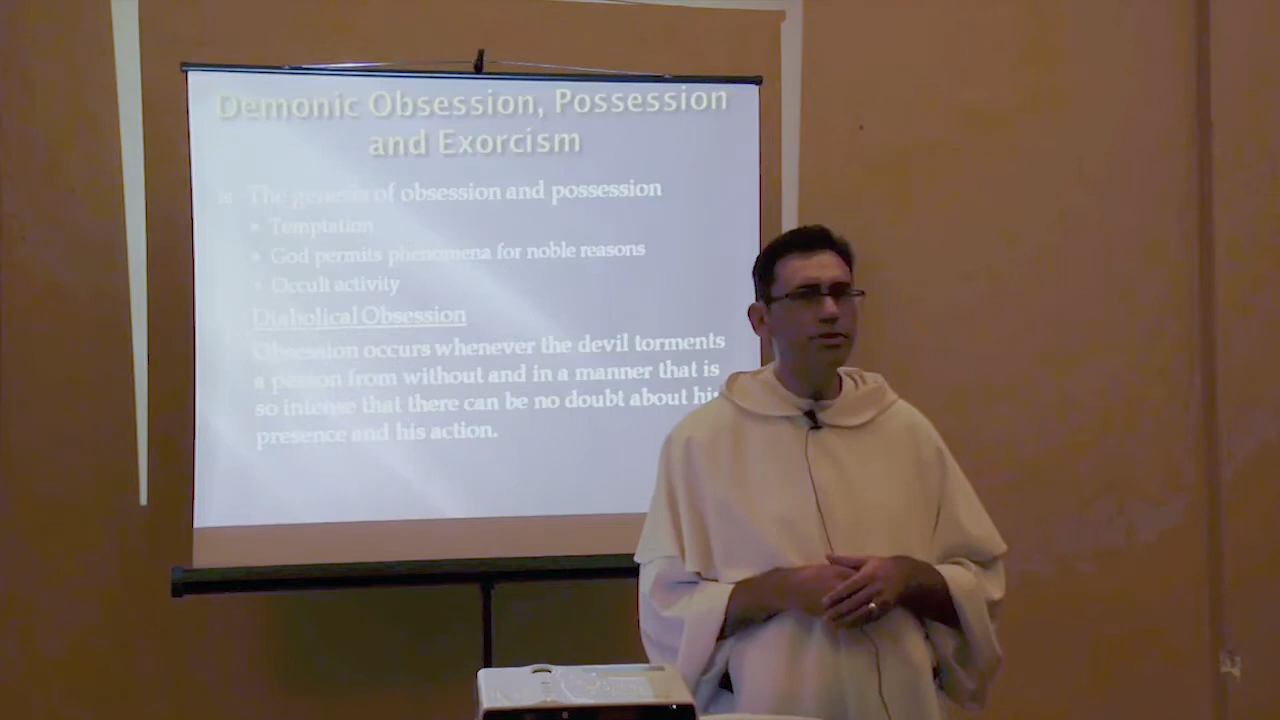 Demonic Obsession, Possession
and Exorcism
The genesis of obsession and possession
Temptation
God permits phenomena for noble reasons
Occult activity
Diabolical Obsession
Obsession occurs whenever the devil torments
a person from without and in a manner that is
so intense that there can be no doubt about his
presence and his action.